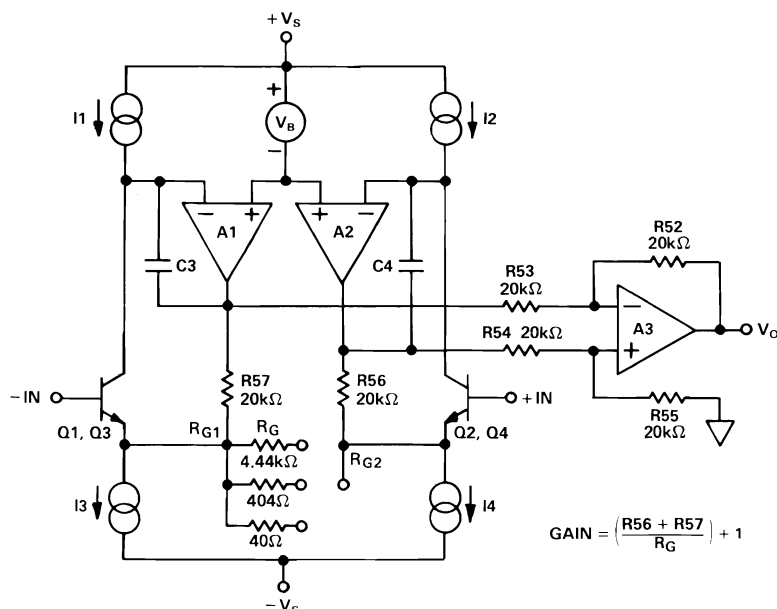 +VS
I1
+
VB
−
I2
−
+
A1
+
−
A2
C3
C4
R53
20kΩ
R52
20kΩ
−
A3
+
VO
R54 20kΩ
R57
20kΩ
R56
20kΩ
R55
20kΩ
−IN
+IN
Q1, Q3
Q2, Q4
RG1
RG
4.44kΩ
RG2
404Ω
40Ω
I3
I4
GAIN = (R56 + R57 / RG) + 1
−VS